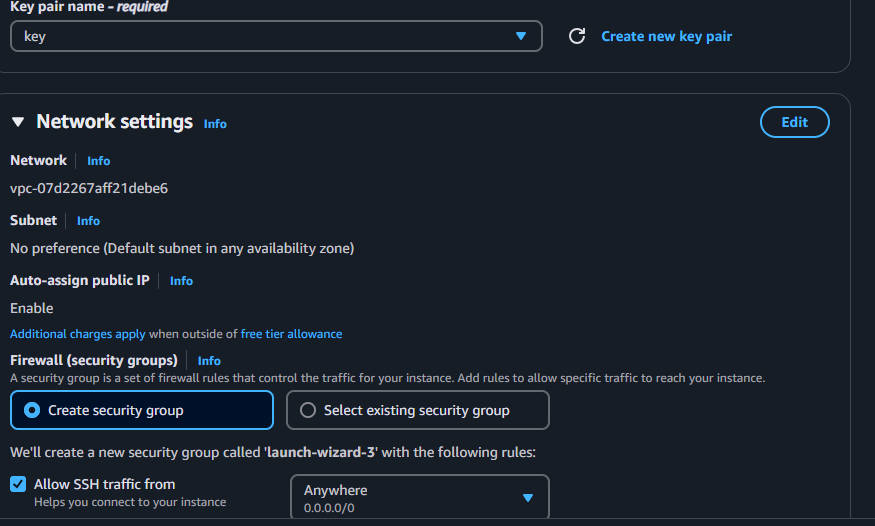 Key pair name – required
key
Create new key pair
Network settings Info
Edit
Network Info
vpc-07d2267aff21debe6
Subnet Info
No preference (Default subnet in any availability zone)
Auto-assign public IP Info
Enable
Additional charges apply when outside of free tier allowance
Firewall (security groups) Info
A security group is a set of firewall rules that control the traffic for your instance. Add rules to allow specific traffic to reach your instance.
Create security group
Select existing security group
We'll create a new security group called 'launch-wizard-3' with the following rules:
Allow SSH traffic from
Helps you connect to your instance
Anywhere
0.0.0.0/0